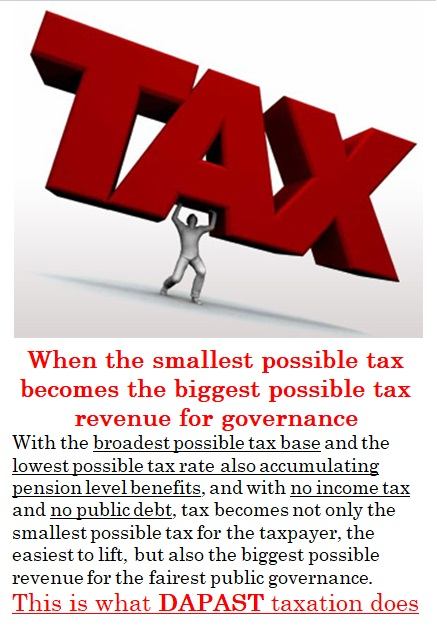 TAX
When the smallest possible tax
becomes the biggest possible tax
revenue for governance
With the broadest possible tax base and the
lowest possible tax rate also accumulating
pension level benefits, and with no income tax
and no public debt, tax becomes not only the
smallest possible tax for the taxpayer, the
easiest to lift, but also the biggest possible
revenue for the fairest public governance.
This is what DAPAST taxation does